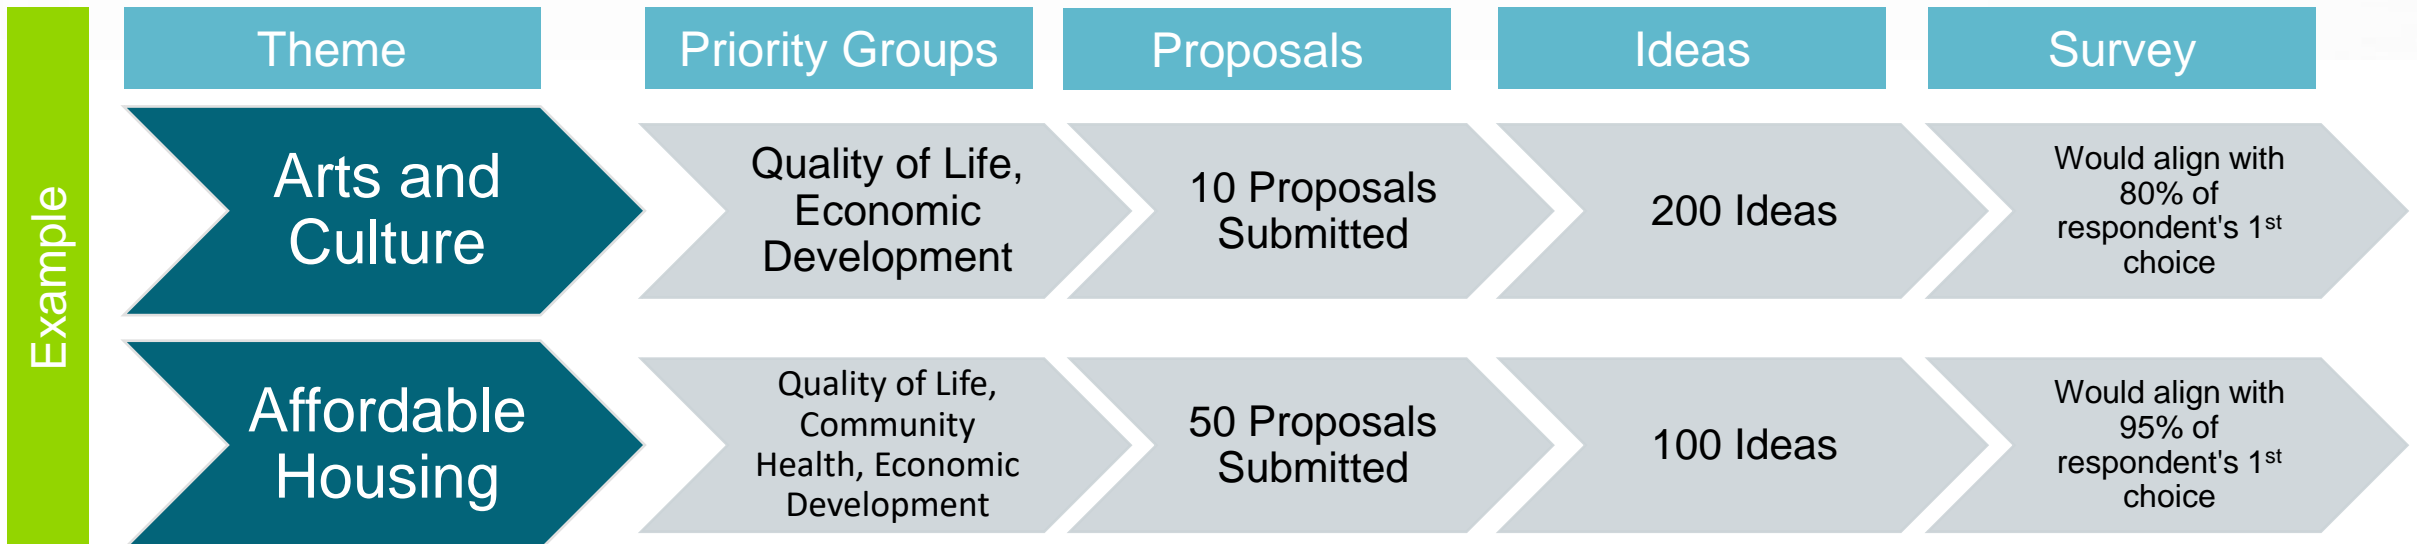 Example
Theme
Priority Groups
Proposals
Ideas
Survey
Arts and
Culture
Quality of Life,
Economic
Development
10 Proposals
Submitted
200 Ideas
Would align with
80% of
respondent's 1st
choice
Affordable
Housing
Quality of Life,
Community
Health, Economic
Development
50 Proposals
Submitted
100 Ideas
Would align with
95% of
respondent's 1st
choice